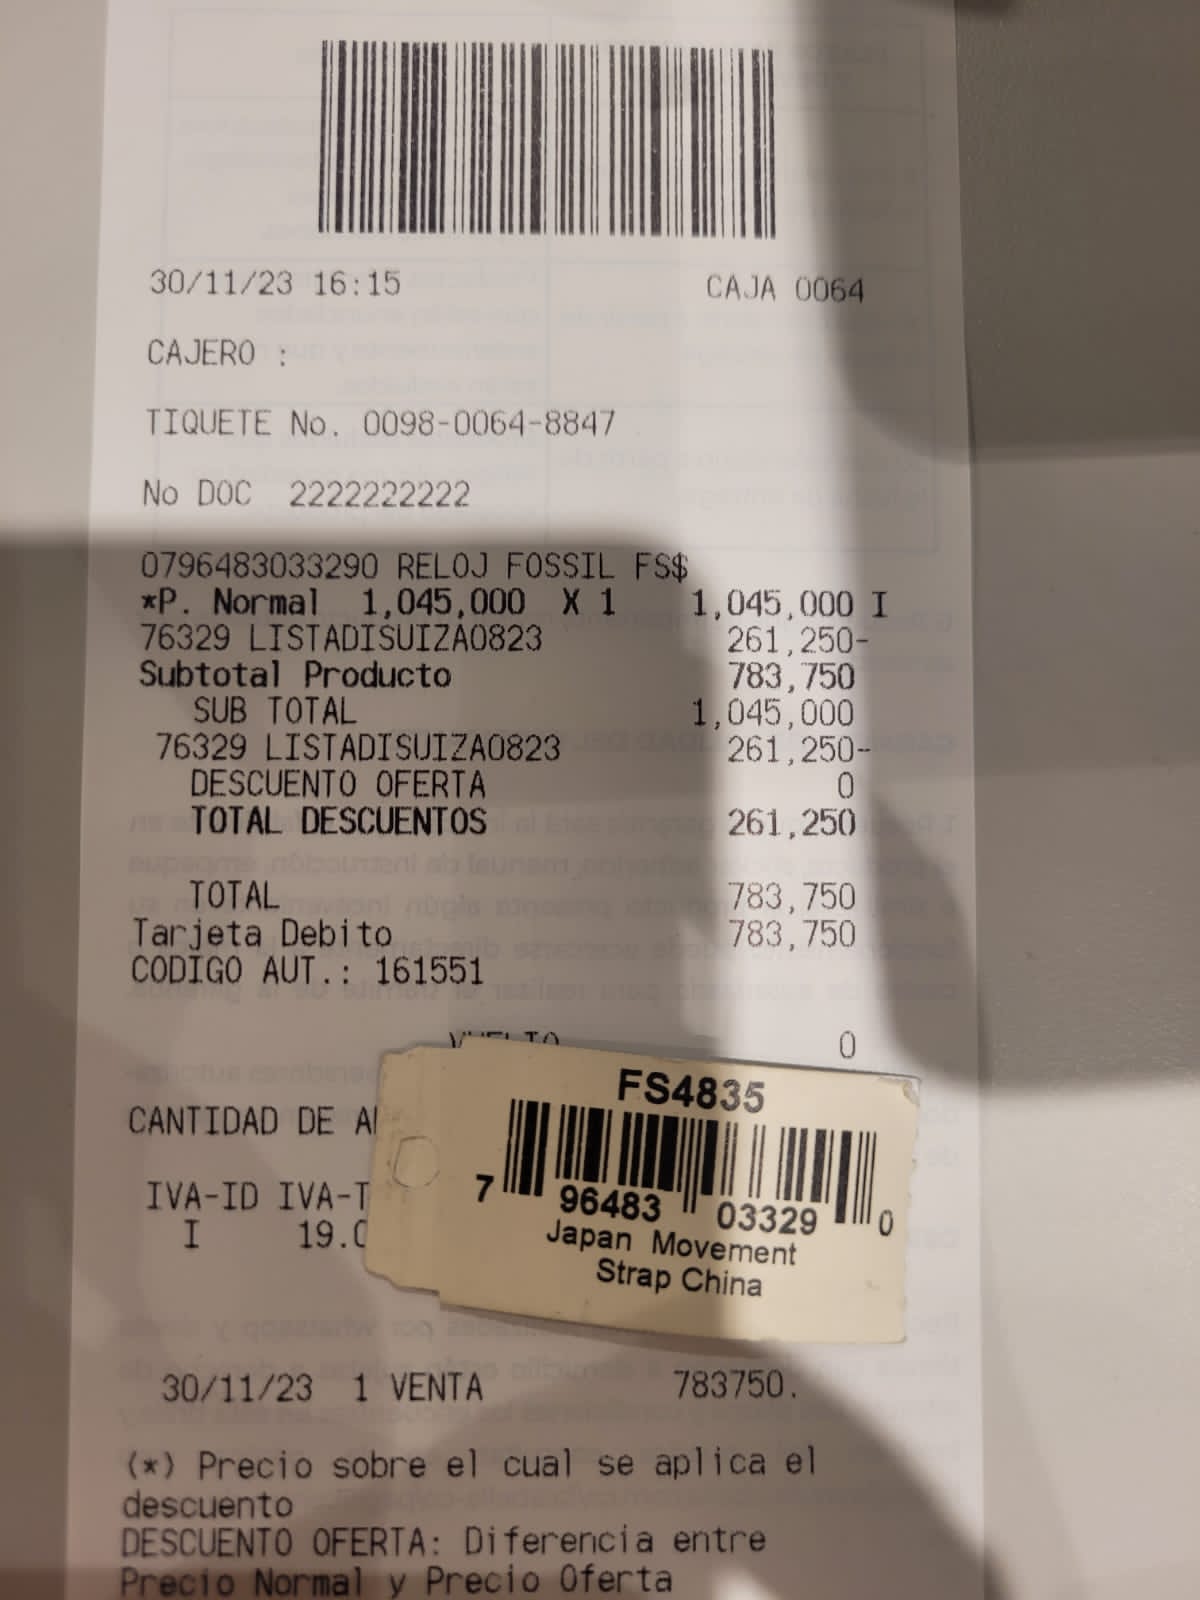 30/11/23 16:15 CAJA 0064
CAJERO :
TIQUETE No. 0098-0064-8847
No DOC 2222222222
0796483033290 RELOJ FOSSIL FS$
*P. Normal 1,045,000 X 1 1,045,000 I
76329 LISTADISUIZA0823 261,250-
Subtotal Producto 783,750
SUB TOTAL 1,045,000
76329 LISTADISUIZA0823 261,250-
DESCUENTO OFERTA 0
TOTAL DESCUENTOS 261,250
TOTAL 783,750
Tarjeta Debito 783,750
CODIGO AUT.: 161551
VUELTO 0
FS4835
CANTIDAD DE A
7 96483 03329 0
Japan Movement
Strap China
IVA-ID IVA-T
I 19.0
30/11/23 1 VENTA 783750.
(*) Precio sobre el cual se aplica el
descuento
DESCUENTO OFERTA: Diferencia entre
Precio Normal y Precio Oferta